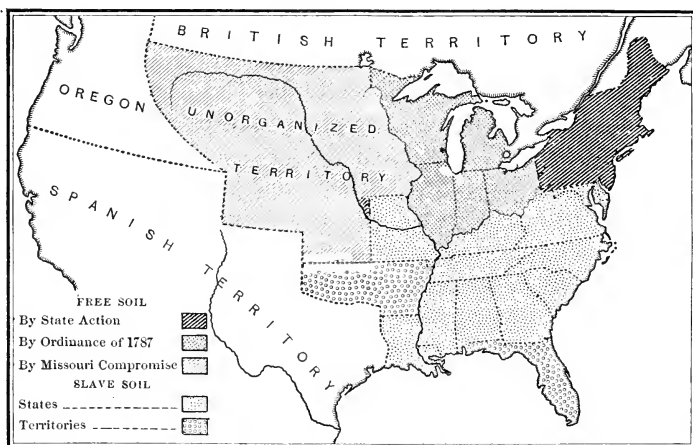 BRITISH TERRITORY
OREGON
UNORGANIZED
TERRITORY
SPANISH TERRITORY
FREE SOIL
By State Action
By Ordinance of 1787
By Missouri Compromise
SLAVE SOIL
States
Territories